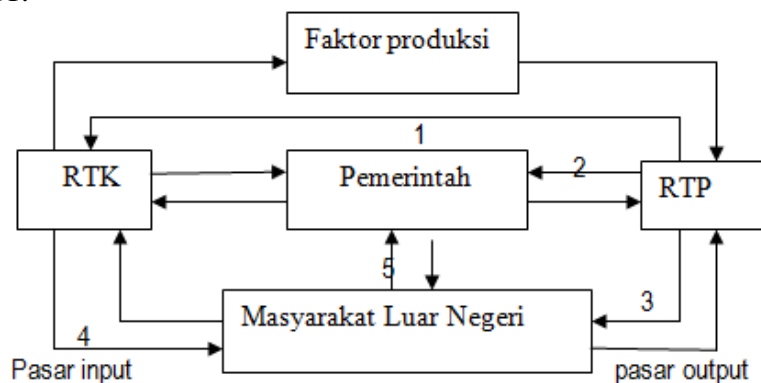 Faktor produksi
1
RTK
Pemerintah
2
RTP
5
Masyarakat Luar Negeri
3
4
Pasar input
pasar output